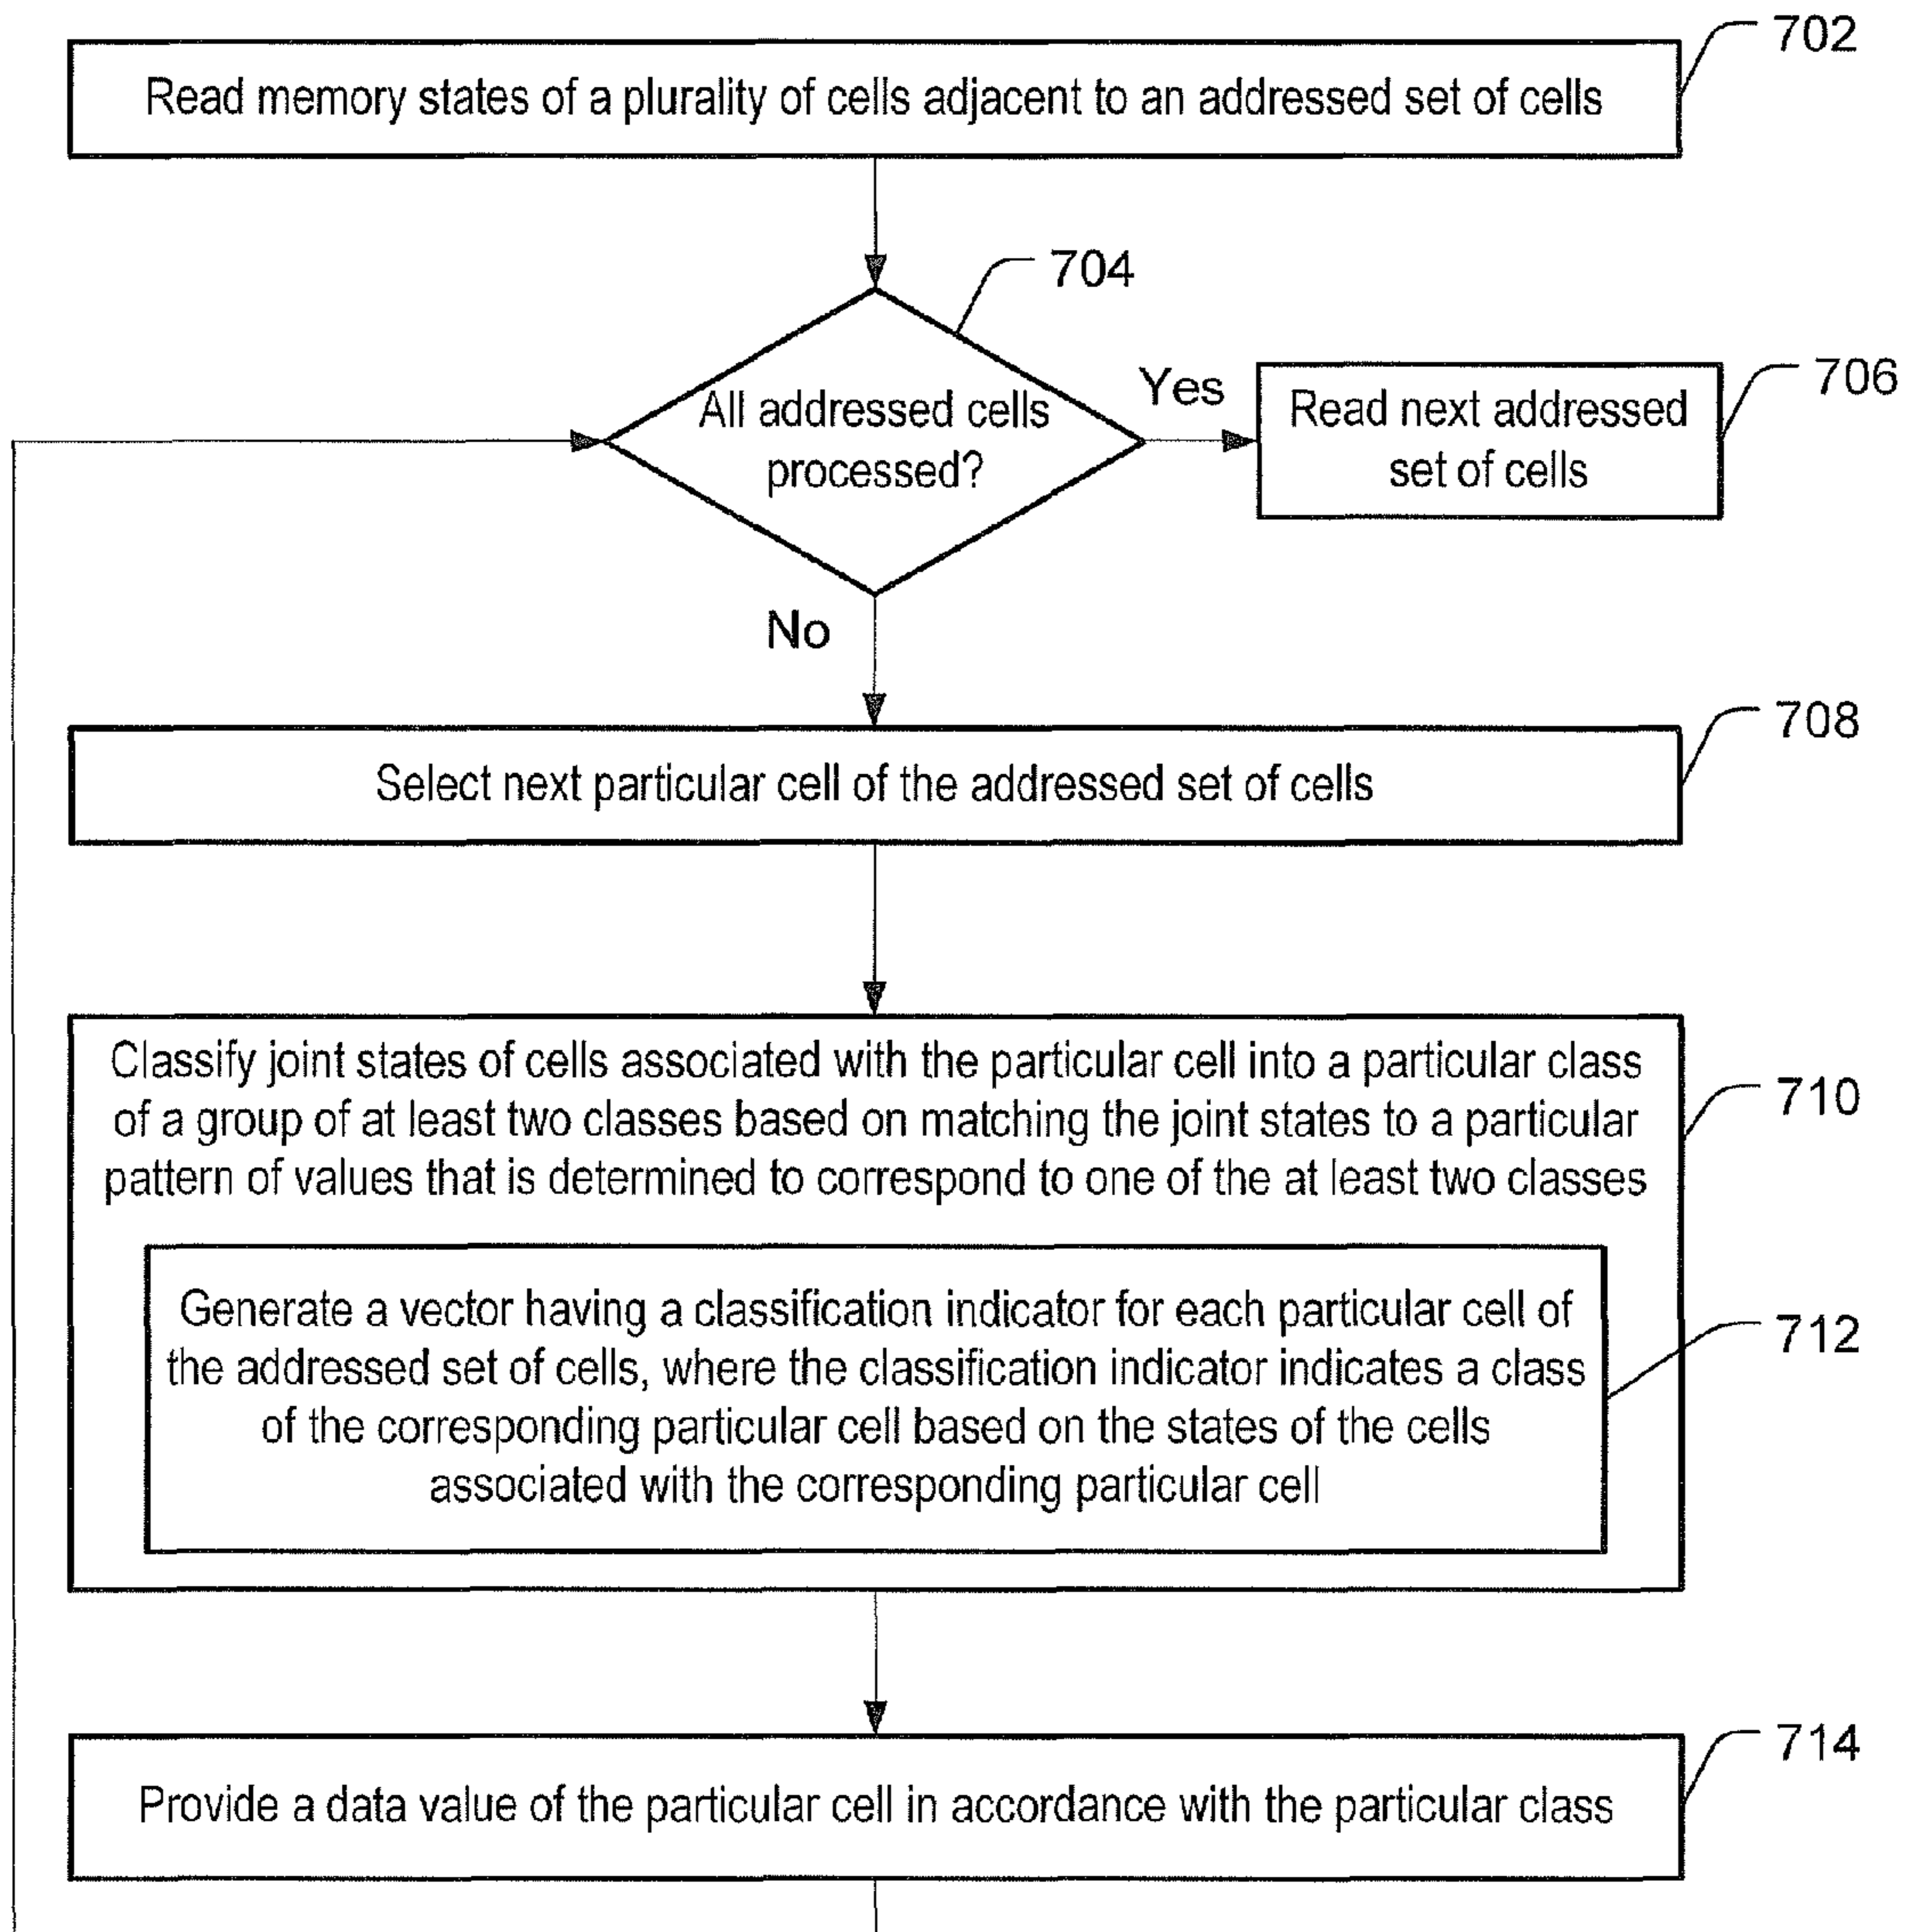 702
Read memory states of a plurality of cells adjacent to an addressed set of cells
704
All addressed cells
processed?
Yes
Read next addressed
set of cells
706
No
708
Select next particular cell of the addressed set of cells
Classify joint states of cells associated with the particular cell into a particular class
of a group of at least two classes based on matching the joint states to a particular
pattern of values that is determined to correspond to one of the at least two classes
710
Generate a vector having a classification indicator for each particular cell of
the addressed set of cells, where the classification indicator indicates a class
of the corresponding particular cell based on the states of the cells
associated with the corresponding particular cell
712
714
Provide a data value of the particular cell in accordance with the particular class